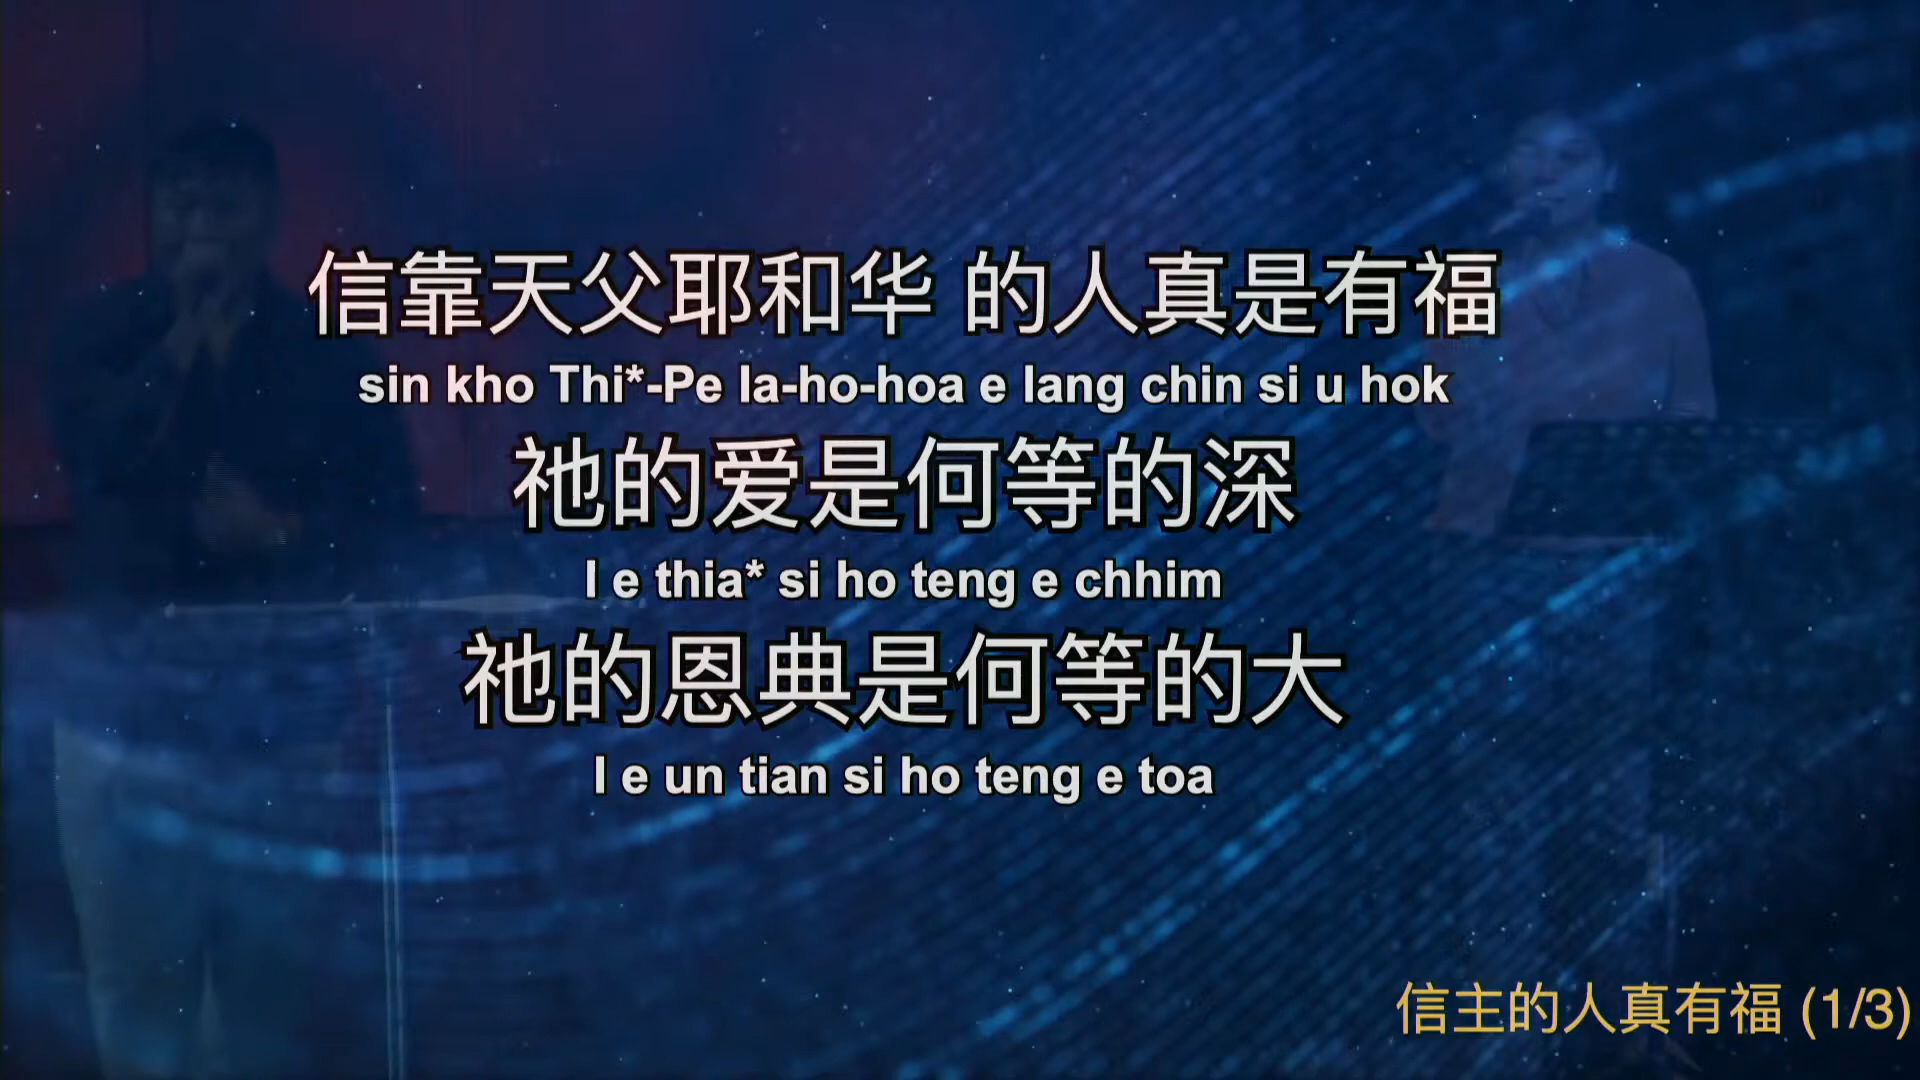 信靠天父耶和华 的人真是有福
sin kho Thi*-Pe Ia-ho-hoa e lang chin si u hok
祂的爱是何等的深
I e thia* si ho teng e chhim
祂的恩典是何等的大
I e un tian si ho teng e toa
信主的人真有福 (1/3)